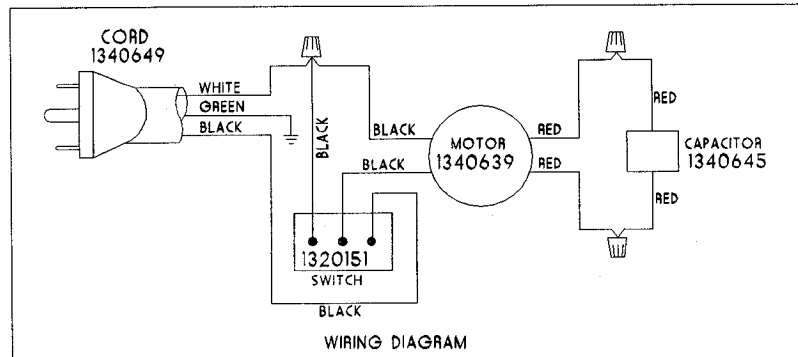 CORD
1340649
WHITE
GREEN
BLACK
BLACK
BLACK
BLACK
MOTOR
1340639
RED
RED
RED
RED
CAPACITOR
1340645
1320151
SWITCH
BLACK
WIRING DIAGRAM